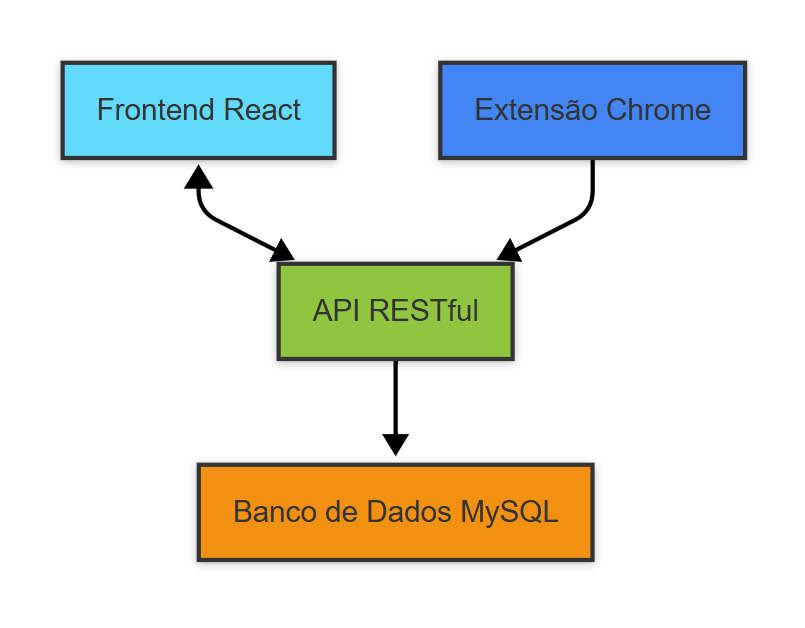 Frontend React
Extensão Chrome
API RESTful
Banco de Dados MySQL